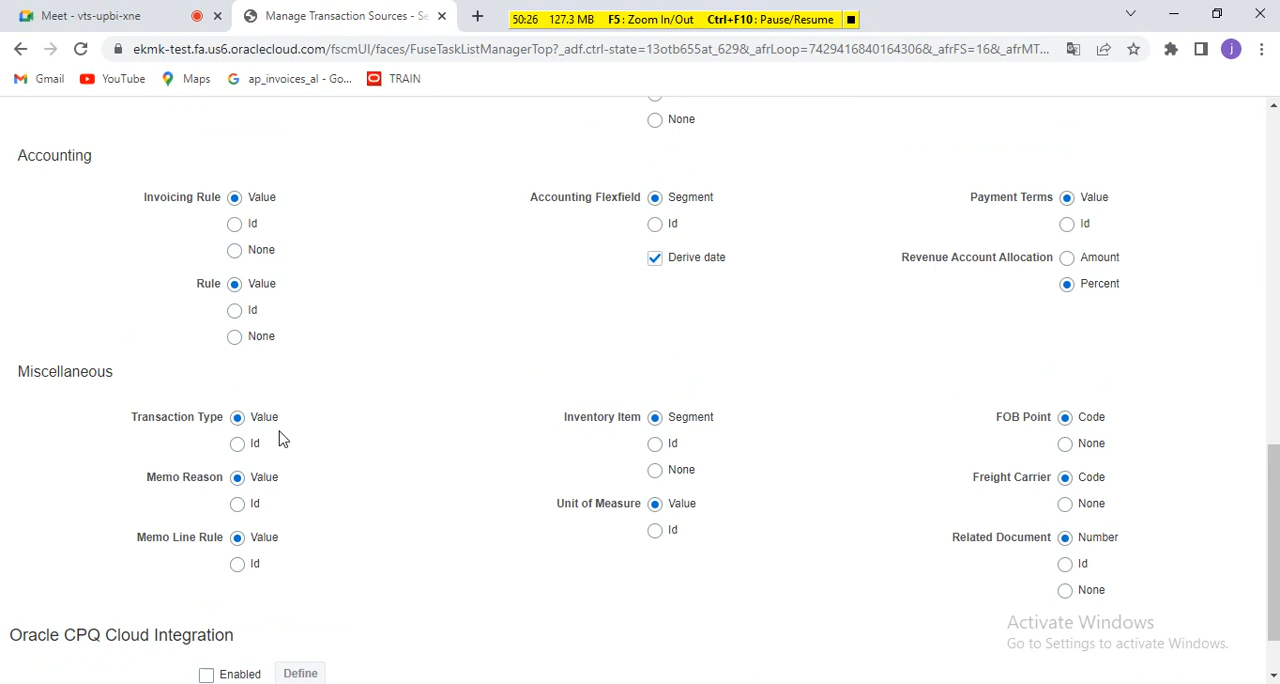 Meet - vts-upbi-xne
Manage Transaction Sources - Se
50:26 127.3 MB F5: Zoom In/Out Ctrl+F10: Pause/Resume
ekmk-test.fa.us6.oraclecloud.com/fscmUI/faces/FuseTaskListManagerTop?_adf.ctrl-state=13otb655at_629&_afrLoop=74294168401643068&_afrFS=16&_afrMT...
j
Gmail YouTube Maps ap_invoices_al - Go... TRAIN
None
Accounting
Invoicing Rule Value Accounting Flexfield Segment Payment Terms Value
Id Id Id
None Derive date Revenue Account Allocation Amount
Rule Value Percent
Id
None
Miscellaneous
Transaction Type Value Inventory Item Segment FOB Point Code
Id Id None
Memo Reason Value None Freight Carrier Code
Id Unit of Measure Value None
Memo Line Rule Value Id Related Document Number
Id Id
None
Activate Windows
Oracle CPQ Cloud Integration
Go to Settings to activate Windows.
Enabled Define